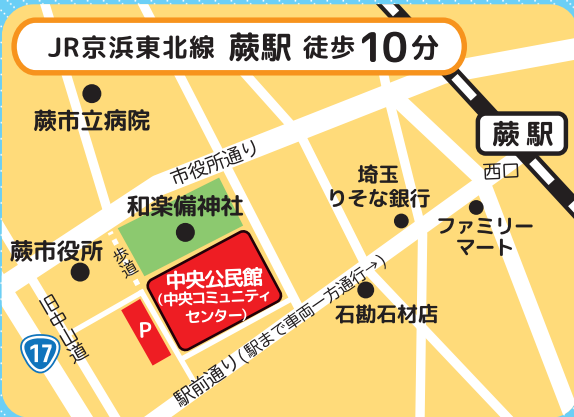 JR京浜東北線 蕨駅 徒歩10分
蕨市立病院
蕨駅
西口
市役所通り
埼玉
りそな銀行
和楽備神社
ファミリー
マート
蕨市役所
歩道
中央公民館
(中央コミュニティ
センター)
石勘石材店
旧中山道
P
17
駅前通り(駅まで車両一方通行→)